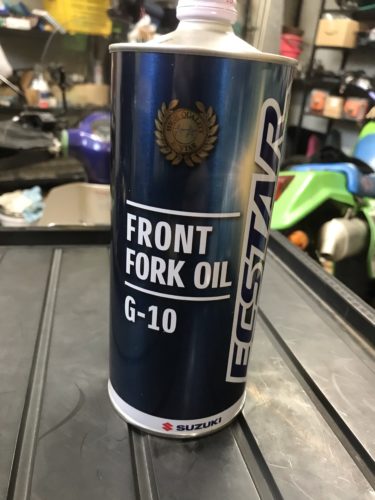 FRONT
FORK OIL
G-10
ECSTAR
SUZUKI